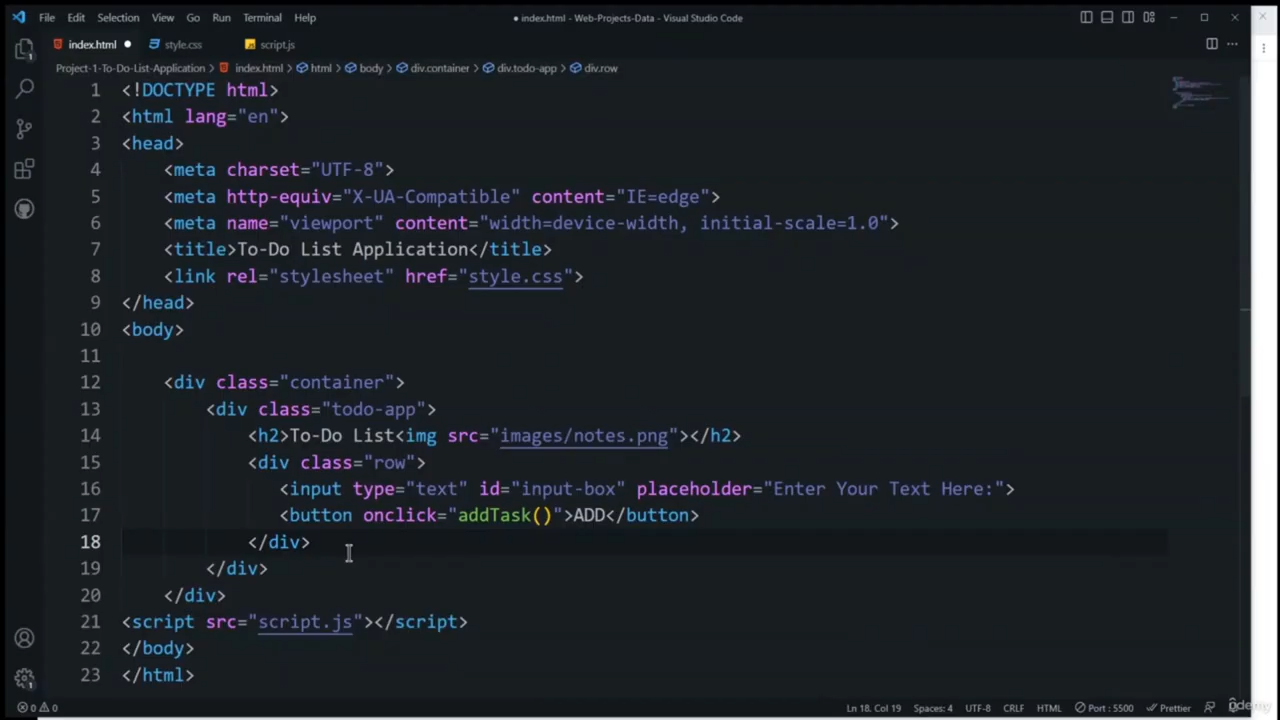 File Edit Selection View Go Run Terminal Help
● index.html - Web-Projects-Data - Visual Studio Code
index.html ● style.css script.js
Project-1-To-Do-List-Application > index.html > html > body > div.container > div.todo-app > div.row
1 <!DOCTYPE html>
2 <html lang="en">
3 <head>
4 <meta charset="UTF-8">
5 <meta http-equiv="X-UA-Compatible" content="IE=edge">
6 <meta name="viewport" content="width=device-width, initial-scale=1.0">
7 <title>To-Do List Application</title>
8 <link rel="stylesheet" href="style.css">
9 </head>
10 <body>
11
12 <div class="container">
13 <div class="todo-app">
14 <h2>To-Do List<img src="images/notes.png"></h2>
15 <div class="row">
16 <input type="text" id="input-box" placeholder="Enter Your Text Here:">
17 <button onclick="addTask()">ADD</button>
18 </div>
19 </div>
20 </div>
21 <script src="script.js"></script>
22 </body>
23 </html>
0 0 Ln 18, Col 19 Spaces: 4 UTF-8 CRLF HTML Port : 5500 Prettier
ûdemy